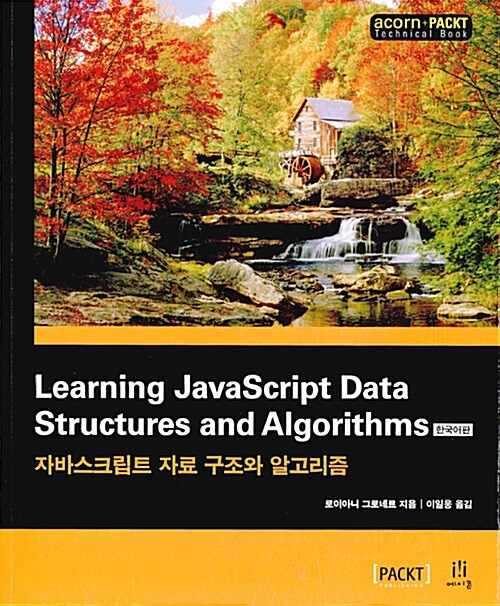 acorn+PACKT
Technical Book
Learning JavaScript Data
Structures and Algorithms 한국어판
자바스크립트 자료 구조와 알고리즘
로이아니 그로네르 지음 | 이일웅 옮김
[PACKT]
PUBLISHING
에이콘